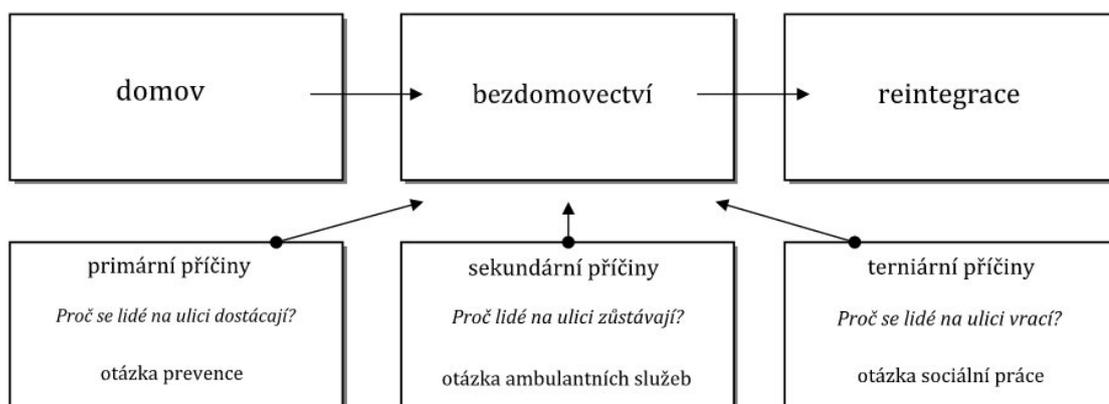 domov
bezdomovectví
reintegrace
primární příčiny
Proč se lidé na ulici dostácají?
otázka prevence
sekundární příčiny
Proč lidé na ulici zůstávají?
otázka ambulantních služeb
terniární příčiny
Proč se lidé na ulici vrací?
otázka sociální práce